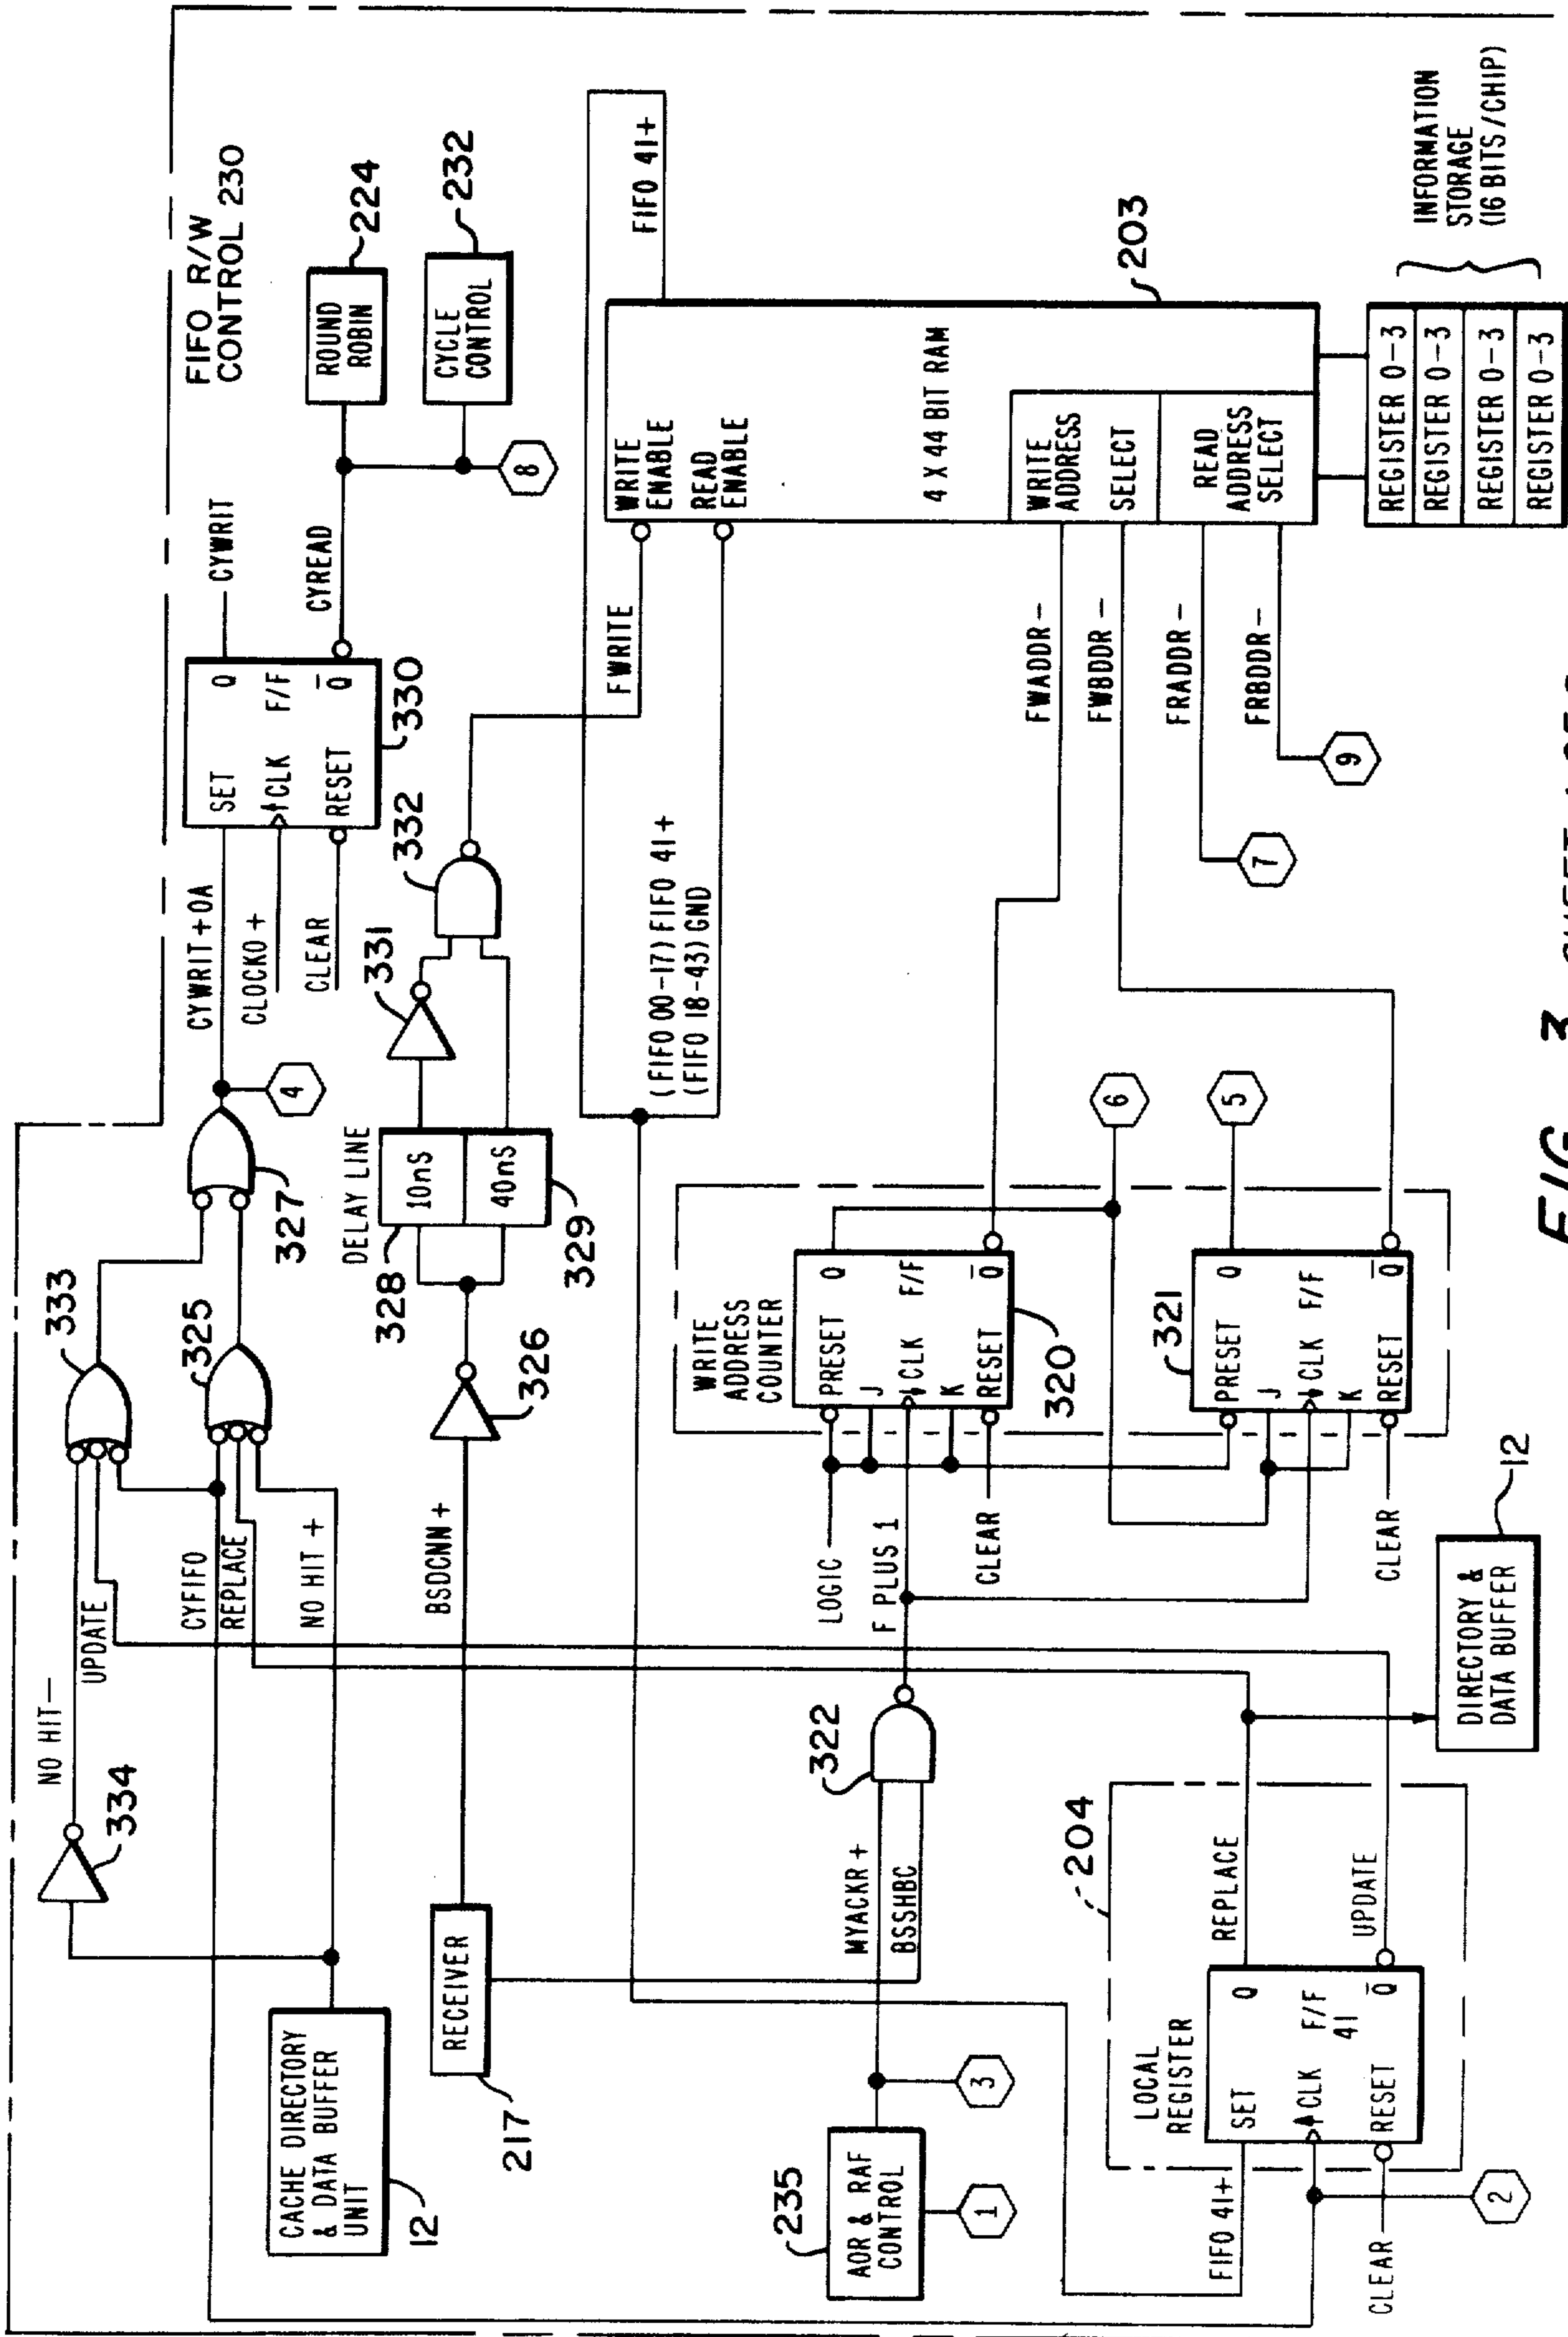 FIFO R/W
CONTROL 230
NO HIT—
334
333
UPDATE
CYFIFO
REPLACE
NO HIT +
325
327
4
CYWRIT+0A
CLOCK0 +
CLEAR
SET
CLK
RESET
Q
F/F
Q
330
CYWRIT
CYREAD
ROUND
ROBIN
224
CYCLE
CONTROL
232
8
CACHE DIRECTORY
& DATA BUFFER
UNIT
12
RECEIVER
217
BSDCNN +
326
DELAY LINE
328
10nS
40nS
329
331
332
FWRITE
(FIFO 00-17) FIFO 41+
(FIFO 18-43) GND
FIFO 41+
WRITE
ENABLE
READ
ENABLE
4 X 44 BIT RAM
WRITE
ADDRESS
SELECT
READ
ADDRESS
SELECT
203
FWADDR-
FWBDDR-
FRADDR-
FRBDDR-
7
9
REGISTER 0-3
REGISTER 0-3
REGISTER 0-3
REGISTER 0-3
INFORMATION
STORAGE
(16 BITS/CHIP)
235
AOR & RAF
CONTROL
1
3
MYACKR +
BSSHBC
322
LOGIC
F PLUS 1
CLEAR
WRITE
ADDRESS
COUNTER
PRESET
J
CLK
K
RESET
Q
F/F
Q
320
6
321
PRESET
J
CLK
K
RESET
Q
F/F
Q
5
CLEAR
204
LOCAL
REGISTER
FIFO 41+
SET
CLK
RESET
Q
F/F
41
Q
REPLACE
UPDATE
CLEAR
2
DIRECTORY &
DATA BUFFER
12
FIG. 3